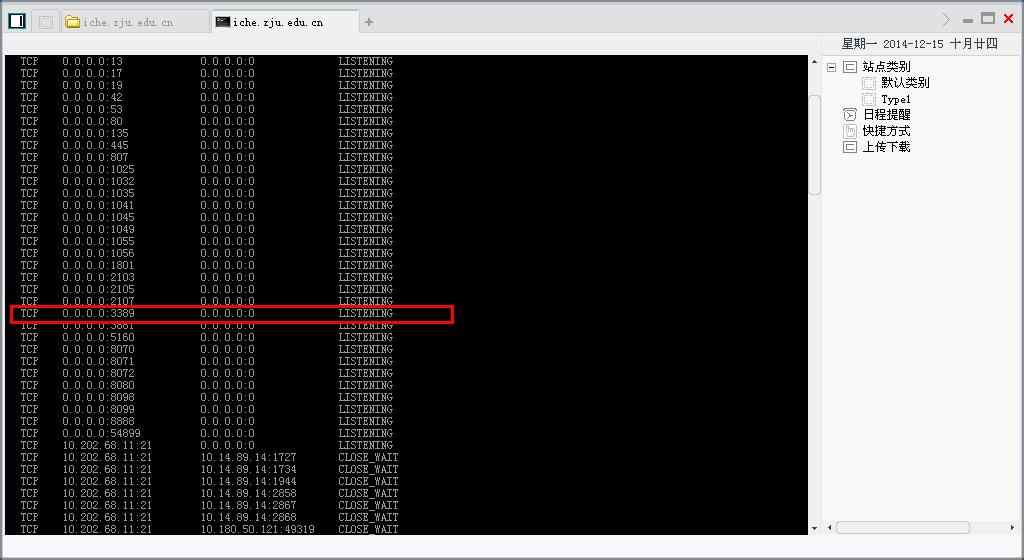 iche.zju.edu.cn
iche.zju.edu.cn
星期一 2014-12-15 十月廿四
TCP 0.0.0.0:13 0.0.0.0:0 LISTENING
TCP 0.0.0.0:17 0.0.0.0:0 LISTENING
TCP 0.0.0.0:19 0.0.0.0:0 LISTENING
TCP 0.0.0.0:42 0.0.0.0:0 LISTENING
TCP 0.0.0.0:53 0.0.0.0:0 LISTENING
TCP 0.0.0.0:80 0.0.0.0:0 LISTENING
TCP 0.0.0.0:135 0.0.0.0:0 LISTENING
TCP 0.0.0.0:445 0.0.0.0:0 LISTENING
TCP 0.0.0.0:807 0.0.0.0:0 LISTENING
TCP 0.0.0.0:1025 0.0.0.0:0 LISTENING
TCP 0.0.0.0:1032 0.0.0.0:0 LISTENING
TCP 0.0.0.0:1035 0.0.0.0:0 LISTENING
TCP 0.0.0.0:1041 0.0.0.0:0 LISTENING
TCP 0.0.0.0:1045 0.0.0.0:0 LISTENING
TCP 0.0.0.0:1049 0.0.0.0:0 LISTENING
TCP 0.0.0.0:1055 0.0.0.0:0 LISTENING
TCP 0.0.0.0:1056 0.0.0.0:0 LISTENING
TCP 0.0.0.0:1801 0.0.0.0:0 LISTENING
TCP 0.0.0.0:2103 0.0.0.0:0 LISTENING
TCP 0.0.0.0:2105 0.0.0.0:0 LISTENING
TCP 0.0.0.0:2107 0.0.0.0:0 LISTENING
TCP 0.0.0.0:3389 0.0.0.0:0 LISTENING
TCP 0.0.0.0:3881 0.0.0.0:0 LISTENING
TCP 0.0.0.0:5160 0.0.0.0:0 LISTENING
TCP 0.0.0.0:8070 0.0.0.0:0 LISTENING
TCP 0.0.0.0:8071 0.0.0.0:0 LISTENING
TCP 0.0.0.0:8072 0.0.0.0:0 LISTENING
TCP 0.0.0.0:8080 0.0.0.0:0 LISTENING
TCP 0.0.0.0:8098 0.0.0.0:0 LISTENING
TCP 0.0.0.0:8099 0.0.0.0:0 LISTENING
TCP 0.0.0.0:8888 0.0.0.0:0 LISTENING
TCP 0.0.0.0:54899 0.0.0.0:0 LISTENING
TCP 10.202.68.11:21 0.0.0.0:0 LISTENING
TCP 10.202.68.11:21 10.14.89.14:1727 CLOSE_WAIT
TCP 10.202.68.11:21 10.14.89.14:1734 CLOSE_WAIT
TCP 10.202.68.11:21 10.14.89.14:1944 CLOSE_WAIT
TCP 10.202.68.11:21 10.14.89.14:2858 CLOSE_WAIT
TCP 10.202.68.11:21 10.14.89.14:2867 CLOSE_WAIT
TCP 10.202.68.11:21 10.14.89.14:2868 CLOSE_WAIT
TCP 10.202.68.11:21 10.180.50.121:49319 CLOSE_WAIT
站点类别
默认类别
Type1
日程提醒
快捷方式
上传下载